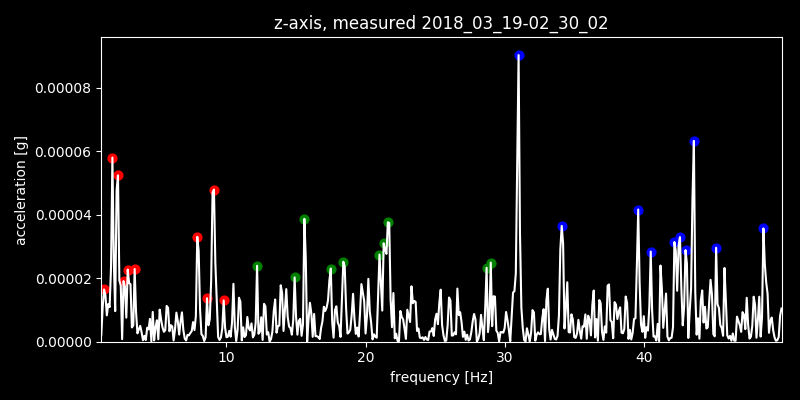 z-axis, measured 2018_03_19-02_30_02
0.00008
0.00006
0.00004
0.00002
0.00000
acceleration [g]
10 20 30 40
frequency [Hz]